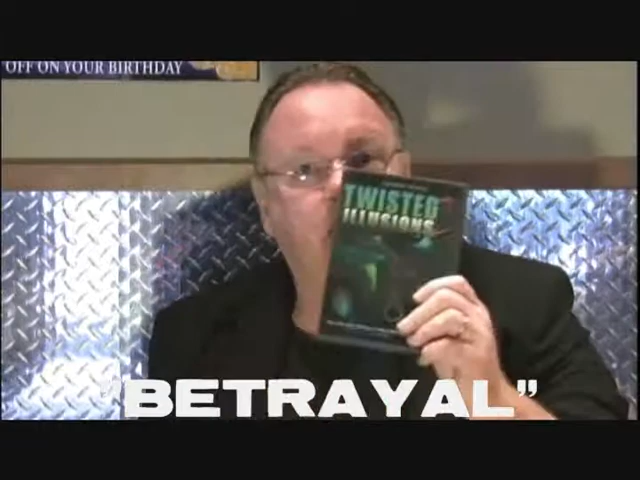 OFF ON YOUR BIRTHDAY
TWISTED
ILLUSIONS
"BETRAYAL"